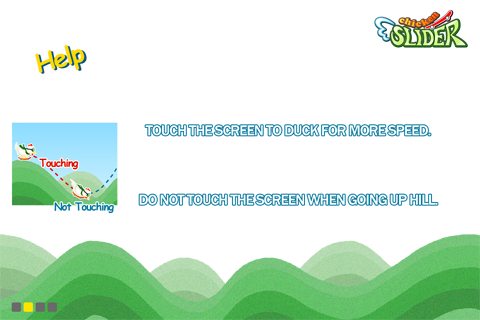 chicken
SLIDER
Help
TOUCH THE SCREEN TO DUCK FOR MORE SPEED.
Touching
DO NOT TOUCH THE SCREEN WHEN GOING UP HILL.
Not Touching